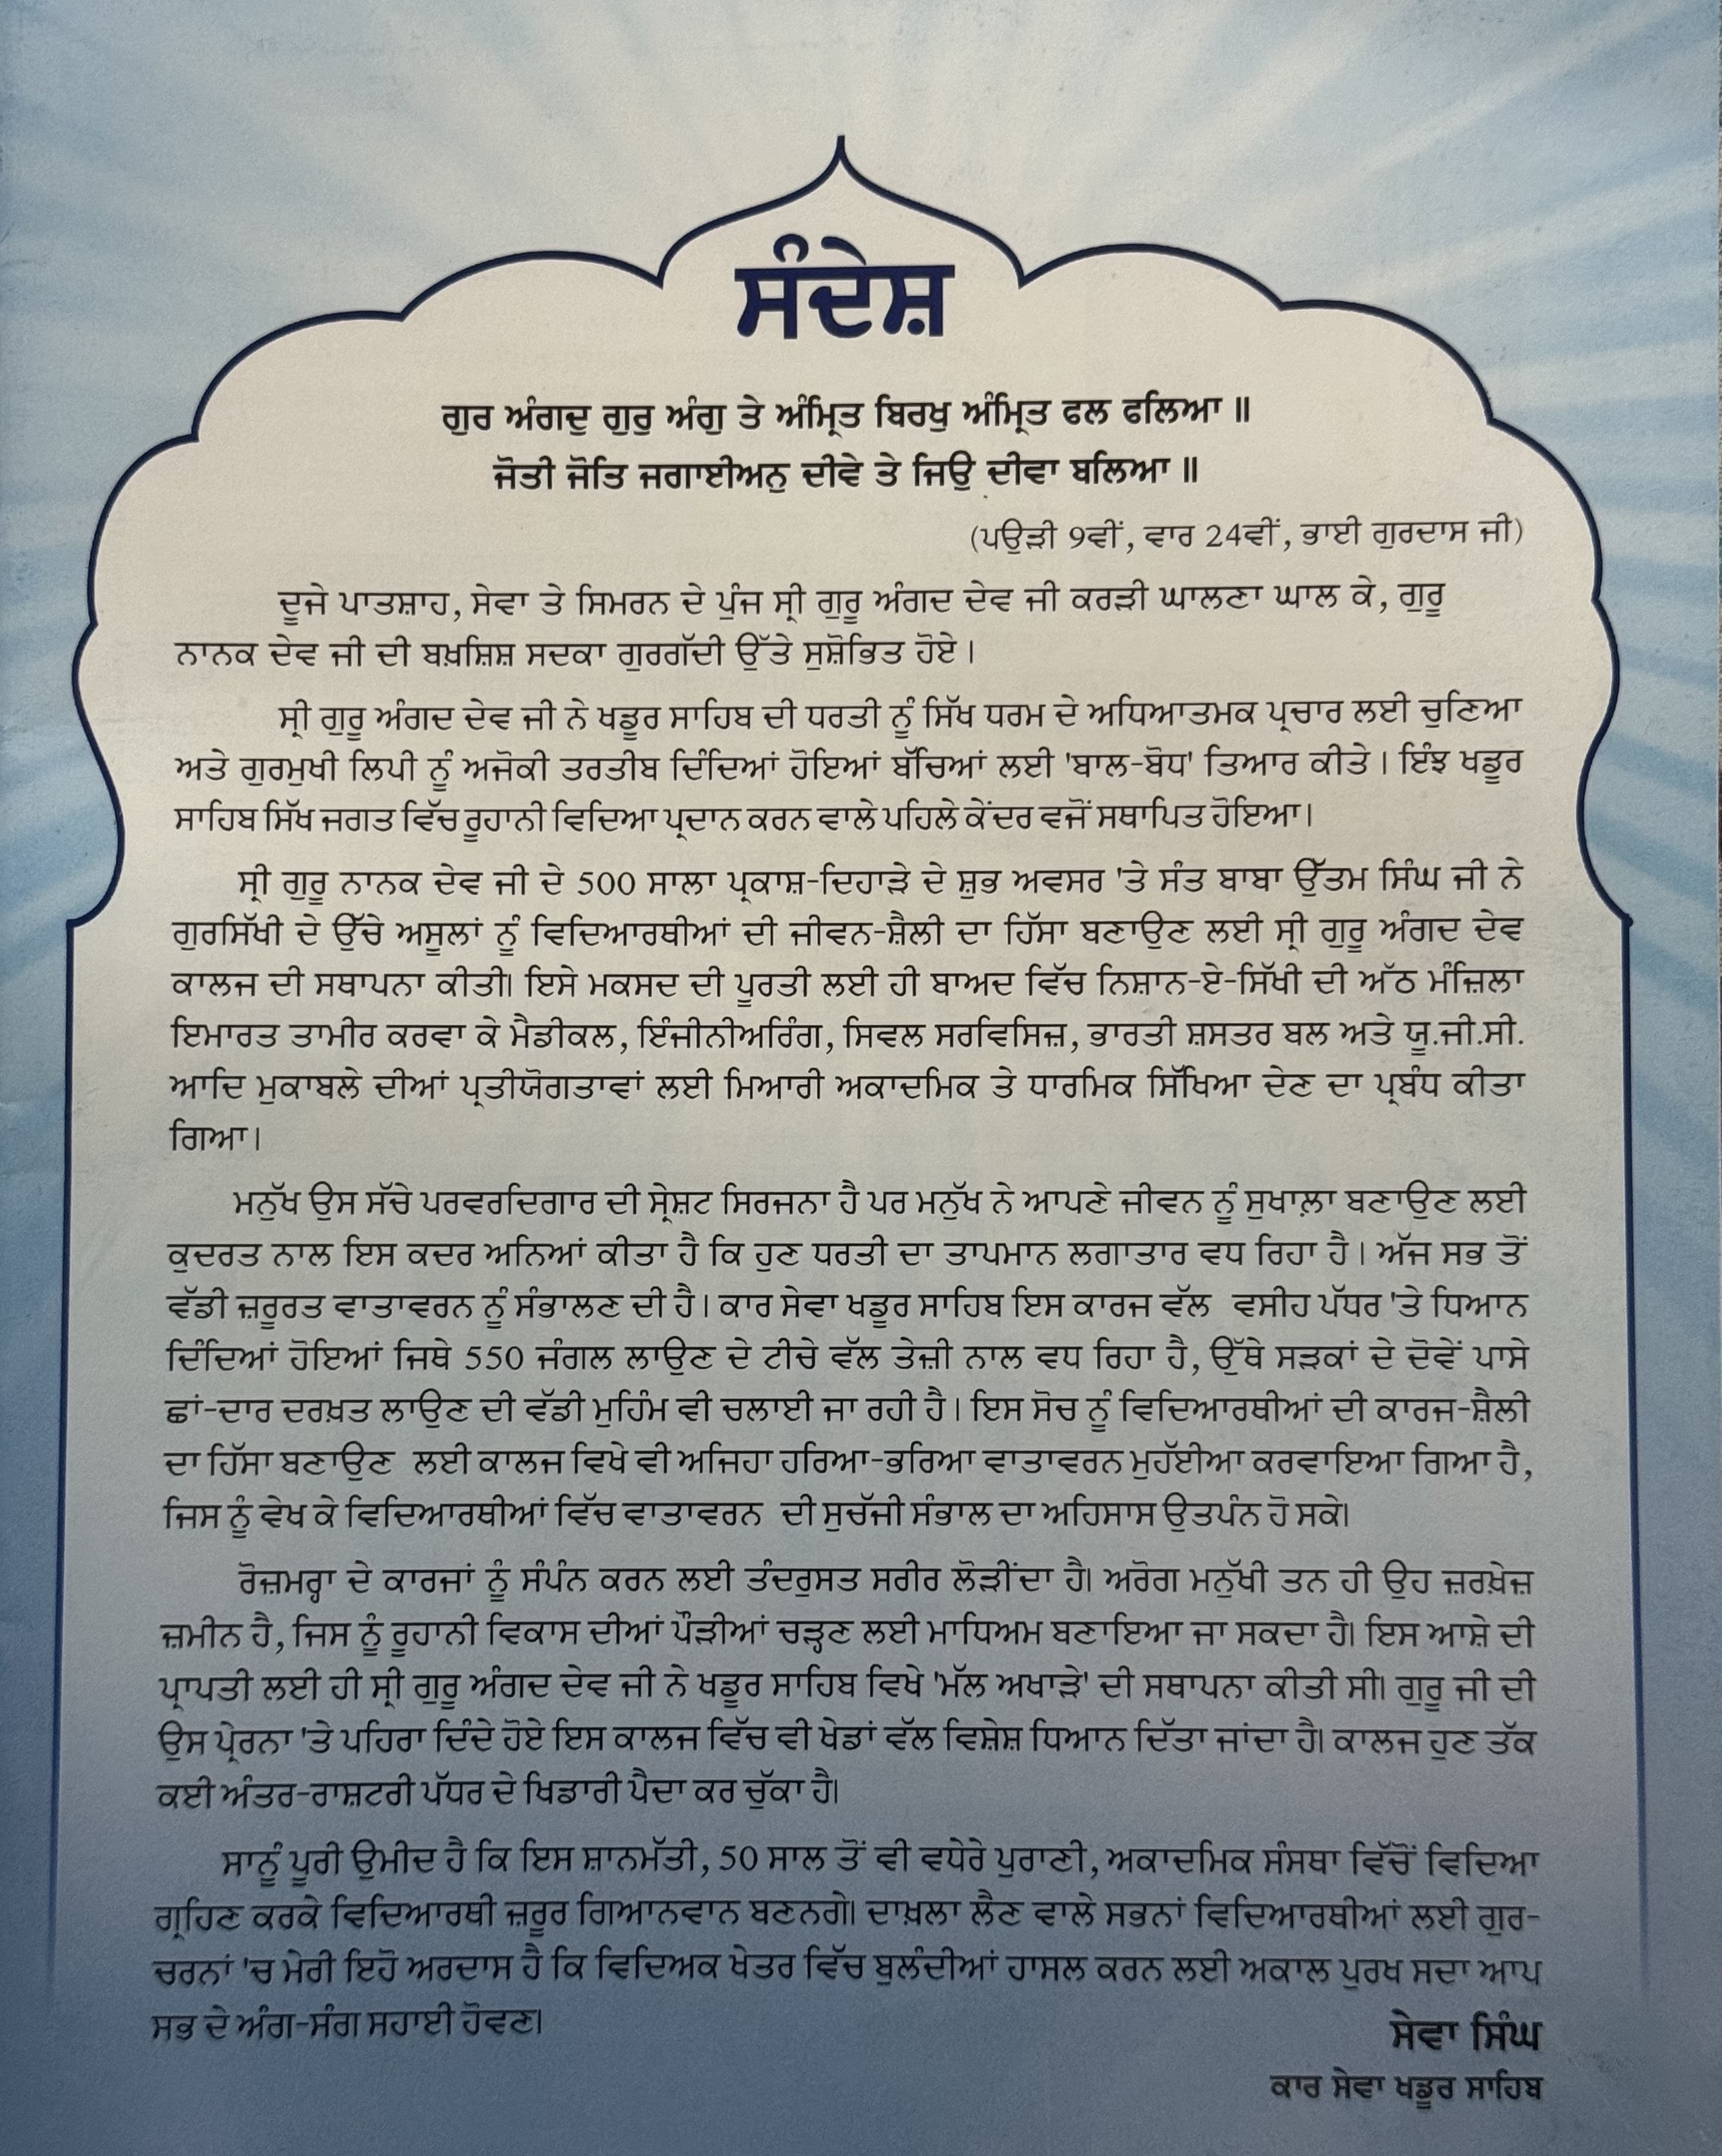 ਸੰਦੇਸ਼
ਗੁਰ ਅੰਗਦੁ ਗੁਰੁ ਅੰਗੁ ਤੇ ਅੰਮ੍ਰਿਤ ਬਿਰਖੁ ਅੰਮ੍ਰਿਤ ਫਲ ਫਲਿਆ ॥
ਜੋਤੀ ਜੋਤਿ ਜਗਾਈਅਨੁ ਦੀਵੇ ਤੇ ਜਿਉ ਦੀਵਾ ਬਲਿਆ ॥
(ਪਉੜੀ 9ਵੀਂ, ਵਾਰ 24ਵੀਂ, ਭਾਈ ਗੁਰਦਾਸ ਜੀ)
ਦੂਜੇ ਪਾਤਸ਼ਾਹ, ਸੇਵਾ ਤੇ ਸਿਮਰਨ ਦੇ ਪੁੰਜ ਸ੍ਰੀ ਗੁਰੂ ਅੰਗਦ ਦੇਵ ਜੀ ਕਰੜੀ ਘਾਲਣਾ ਘਾਲ ਕੇ, ਗੁਰੂ
ਨਾਨਕ ਦੇਵ ਜੀ ਦੀ ਬਖ਼ਸ਼ਿਸ਼ ਸਦਕਾ ਗੁਰਗੱਦੀ ਉੱਤੇ ਸੁਸ਼ੋਭਿਤ ਹੋਏ।
ਸ੍ਰੀ ਗੁਰੂ ਅੰਗਦ ਦੇਵ ਜੀ ਨੇ ਖਡੂਰ ਸਾਹਿਬ ਦੀ ਧਰਤੀ ਨੂੰ ਸਿੱਖ ਧਰਮ ਦੇ ਅਧਿਆਤਮਕ ਪ੍ਰਚਾਰ ਲਈ ਚੁਣਿਆ
ਅਤੇ ਗੁਰਮੁਖੀ ਲਿਪੀ ਨੂੰ ਅਜੋਕੀ ਤਰਤੀਬ ਦਿੰਦਿਆਂ ਹੋਇਆਂ ਬੱਚਿਆਂ ਲਈ 'ਬਾਲ-ਬੋਧ' ਤਿਆਰ ਕੀਤੇ। ਇੰਝ ਖਡੂਰ
ਸਾਹਿਬ ਸਿੱਖ ਜਗਤ ਵਿੱਚ ਰੂਹਾਨੀ ਵਿਦਿਆ ਪ੍ਰਦਾਨ ਕਰਨ ਵਾਲੇ ਪਹਿਲੇ ਕੇਂਦਰ ਵਜੋਂ ਸਥਾਪਿਤ ਹੋਇਆ।
ਸ੍ਰੀ ਗੁਰੂ ਨਾਨਕ ਦੇਵ ਜੀ ਦੇ 500 ਸਾਲਾ ਪ੍ਰਕਾਸ਼-ਦਿਹਾੜੇ ਦੇ ਸ਼ੁਭ ਅਵਸਰ 'ਤੇ ਸੰਤ ਬਾਬਾ ਉੱਤਮ ਸਿੰਘ ਜੀ ਨੇ
ਗੁਰਸਿੱਖੀ ਦੇ ਉੱਚੇ ਅਸੂਲਾਂ ਨੂੰ ਵਿਦਿਆਰਥੀਆਂ ਦੀ ਜੀਵਨ-ਸ਼ੈਲੀ ਦਾ ਹਿੱਸਾ ਬਣਾਉਣ ਲਈ ਸ੍ਰੀ ਗੁਰੂ ਅੰਗਦ ਦੇਵ
ਕਾਲਜ ਦੀ ਸਥਾਪਨਾ ਕੀਤੀ। ਇਸੇ ਮਕਸਦ ਦੀ ਪੂਰਤੀ ਲਈ ਹੀ ਬਾਅਦ ਵਿੱਚ ਨਿਸ਼ਾਨ-ਏ-ਸਿੱਖੀ ਦੀ ਅੱਠ ਮੰਜ਼ਿਲਾ
ਇਮਾਰਤ ਤਾਮੀਰ ਕਰਵਾ ਕੇ ਮੈਡੀਕਲ, ਇੰਜੀਨੀਅਰਿੰਗ, ਸਿਵਲ ਸਰਵਿਸਿਜ਼, ਭਾਰਤੀ ਸ਼ਸਤਰ ਬਲ ਅਤੇ ਯੂ.ਜੀ.ਸੀ.
ਆਦਿ ਮੁਕਾਬਲੇ ਦੀਆਂ ਪ੍ਰਤੀਯੋਗਤਾਵਾਂ ਲਈ ਮਿਆਰੀ ਅਕਾਦਮਿਕ ਤੇ ਧਾਰਮਿਕ ਸਿੱਖਿਆ ਦੇਣ ਦਾ ਪ੍ਰਬੰਧ ਕੀਤਾ
ਗਿਆ।
ਮਨੁੱਖ ਉਸ ਸੱਚੇ ਪਰਵਰਦਿਗਾਰ ਦੀ ਸ੍ਰੇਸ਼ਟ ਸਿਰਜਨਾ ਹੈ ਪਰ ਮਨੁੱਖ ਨੇ ਆਪਣੇ ਜੀਵਨ ਨੂੰ ਸੁਖਾਲ਼ਾ ਬਣਾਉਣ ਲਈ
ਕੁਦਰਤ ਨਾਲ ਇਸ ਕਦਰ ਅਨਿਆਂ ਕੀਤਾ ਹੈ ਕਿ ਹੁਣ ਧਰਤੀ ਦਾ ਤਾਪਮਾਨ ਲਗਾਤਾਰ ਵਧ ਰਿਹਾ ਹੈ। ਅੱਜ ਸਭ ਤੋਂ
ਵੱਡੀ ਜ਼ਰੂਰਤ ਵਾਤਾਵਰਨ ਨੂੰ ਸੰਭਾਲਣ ਦੀ ਹੈ। ਕਾਰ ਸੇਵਾ ਖਡੂਰ ਸਾਹਿਬ ਇਸ ਕਾਰਜ ਵੱਲ ਵਸੀਹ ਪੱਧਰ 'ਤੇ ਧਿਆਨ
ਦਿੰਦਿਆਂ ਹੋਇਆਂ ਜਿਥੇ 550 ਜੰਗਲ ਲਾਉਣ ਦੇ ਟੀਚੇ ਵੱਲ ਤੇਜ਼ੀ ਨਾਲ ਵਧ ਰਿਹਾ ਹੈ, ਉੱਥੇ ਸੜਕਾਂ ਦੇ ਦੋਵੇਂ ਪਾਸੇ
ਛਾਂ-ਦਾਰ ਦਰਖ਼ਤ ਲਾਉਣ ਦੀ ਵੱਡੀ ਮੁਹਿੰਮ ਵੀ ਚਲਾਈ ਜਾ ਰਹੀ ਹੈ। ਇਸ ਸੋਚ ਨੂੰ ਵਿਦਿਆਰਥੀਆਂ ਦੀ ਕਾਰਜ-ਸ਼ੈਲੀ
ਦਾ ਹਿੱਸਾ ਬਣਾਉਣ ਲਈ ਕਾਲਜ ਵਿਖੇ ਵੀ ਅਜਿਹਾ ਹਰਿਆ-ਭਰਿਆ ਵਾਤਾਵਰਨ ਮੁਹੱਈਆ ਕਰਵਾਇਆ ਗਿਆ ਹੈ,
ਜਿਸ ਨੂੰ ਵੇਖ ਕੇ ਵਿਦਿਆਰਥੀਆਂ ਵਿੱਚ ਵਾਤਾਵਰਨ ਦੀ ਸੁਚੱਜੀ ਸੰਭਾਲ ਦਾ ਅਹਿਸਾਸ ਉਤਪੰਨ ਹੋ ਸਕੇ।
ਰੋਜ਼ਮਰ੍ਹਾ ਦੇ ਕਾਰਜਾਂ ਨੂੰ ਸੰਪੰਨ ਕਰਨ ਲਈ ਤੰਦਰੁਸਤ ਸਰੀਰ ਲੋੜੀਂਦਾ ਹੈ। ਅਰੋਗ ਮਨੁੱਖੀ ਤਨ ਹੀ ਉਹ ਜ਼ਰਖ਼ੇਜ਼
ਜ਼ਮੀਨ ਹੈ, ਜਿਸ ਨੂੰ ਰੂਹਾਨੀ ਵਿਕਾਸ ਦੀਆਂ ਪੌੜੀਆਂ ਚੜ੍ਹਣ ਲਈ ਮਾਧਿਅਮ ਬਣਾਇਆ ਜਾ ਸਕਦਾ ਹੈ। ਇਸ ਆਸ਼ੇ ਦੀ
ਪ੍ਰਾਪਤੀ ਲਈ ਹੀ ਸ੍ਰੀ ਗੁਰੂ ਅੰਗਦ ਦੇਵ ਜੀ ਨੇ ਖਡੂਰ ਸਾਹਿਬ ਵਿਖੇ 'ਮੱਲ ਅਖਾੜੇ' ਦੀ ਸਥਾਪਨਾ ਕੀਤੀ ਸੀ। ਗੁਰੂ ਜੀ ਦੀ
ਉਸ ਪ੍ਰੇਰਨਾ 'ਤੇ ਪਹਿਰਾ ਦਿੰਦੇ ਹੋਏ ਇਸ ਕਾਲਜ ਵਿੱਚ ਵੀ ਖੇਡਾਂ ਵੱਲ ਵਿਸ਼ੇਸ਼ ਧਿਆਨ ਦਿੱਤਾ ਜਾਂਦਾ ਹੈ। ਕਾਲਜ ਹੁਣ ਤੱਕ
ਕਈ ਅੰਤਰ-ਰਾਸ਼ਟਰੀ ਪੱਧਰ ਦੇ ਖਿਡਾਰੀ ਪੈਦਾ ਕਰ ਚੁੱਕਾ ਹੈ।
ਸਾਨੂੰ ਪੂਰੀ ਉਮੀਦ ਹੈ ਕਿ ਇਸ ਸ਼ਾਨਮੱਤੀ, 50 ਸਾਲ ਤੋਂ ਵੀ ਵਧੇਰੇ ਪੁਰਾਣੀ, ਅਕਾਦਮਿਕ ਸੰਸਥਾ ਵਿੱਚੋਂ ਵਿਦਿਆ
ਗ੍ਰਹਿਣ ਕਰਕੇ ਵਿਦਿਆਰਥੀ ਜ਼ਰੂਰ ਗਿਆਨਵਾਨ ਬਣਨਗੇ। ਦਾਖ਼ਲਾ ਲੈਣ ਵਾਲੇ ਸਭਨਾਂ ਵਿਦਿਆਰਥੀਆਂ ਲਈ ਗੁਰ-
ਚਰਨਾਂ 'ਚ ਮੇਰੀ ਇਹੋ ਅਰਦਾਸ ਹੈ ਕਿ ਵਿਦਿਅਕ ਖੇਤਰ ਵਿੱਚ ਬੁਲੰਦੀਆਂ ਹਾਸਲ ਕਰਨ ਲਈ ਅਕਾਲ ਪੁਰਖ ਸਦਾ ਆਪ
ਸਭ ਦੇ ਅੰਗ-ਸੰਗ ਸਹਾਈ ਹੋਵਣ।
ਸੇਵਾ ਸਿੰਘ
ਕਾਰ ਸੇਵਾ ਖਡੂਰ ਸਾਹਿਬ